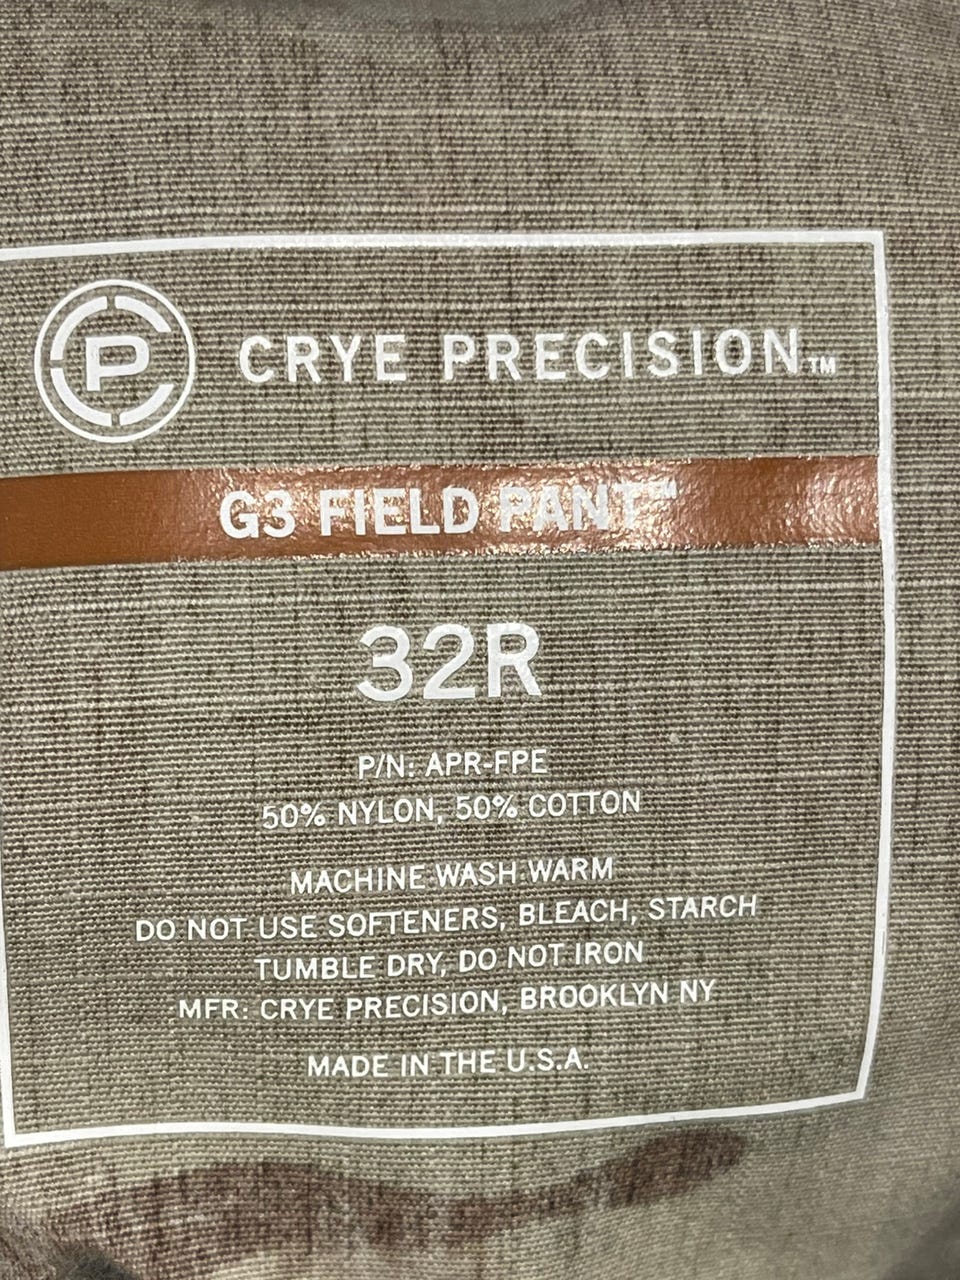 CP CRYE PRECISION™
G3 FIELD PANT™
32R
P/N: APR-FPE
50% NYLON, 50% COTTON
MACHINE WASH WARM
DO NOT USE SOFTENERS, BLEACH, STARCH
TUMBLE DRY, DO NOT IRON
MFR: CRYE PRECISION, BROOKLYN NY
MADE IN THE U.S.A.